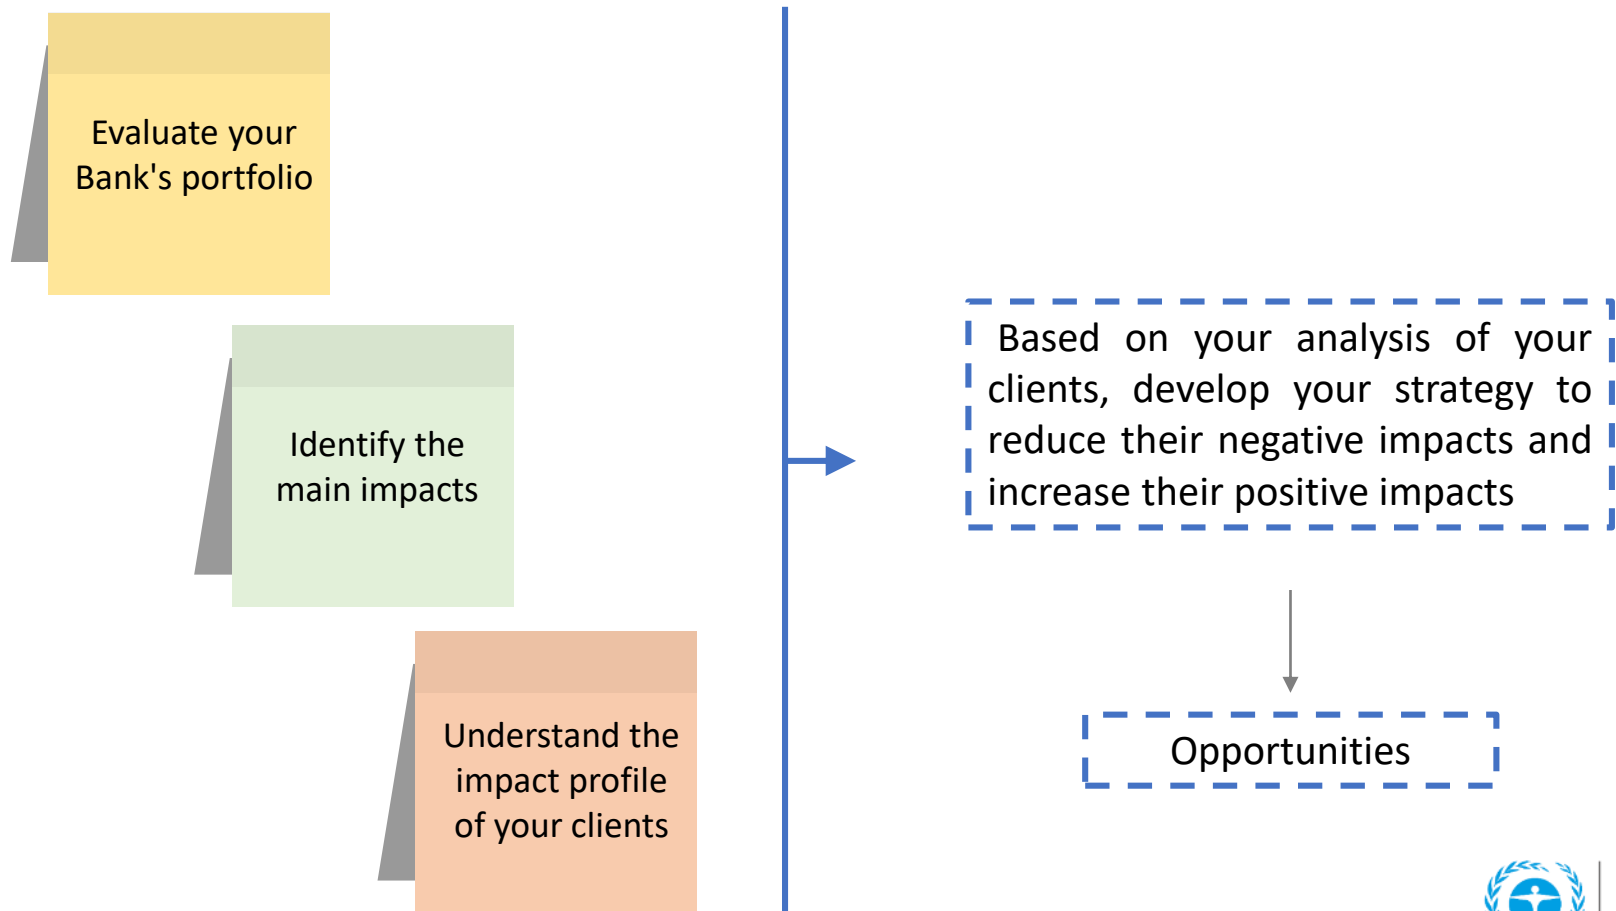 Evaluate your
Bank's portfolio
Identify the
main impacts
Understand the
impact profile
of your clients
Based on your analysis of your
clients, develop your strategy to
reduce their negative impacts and
increase their positive impacts
Opportunities